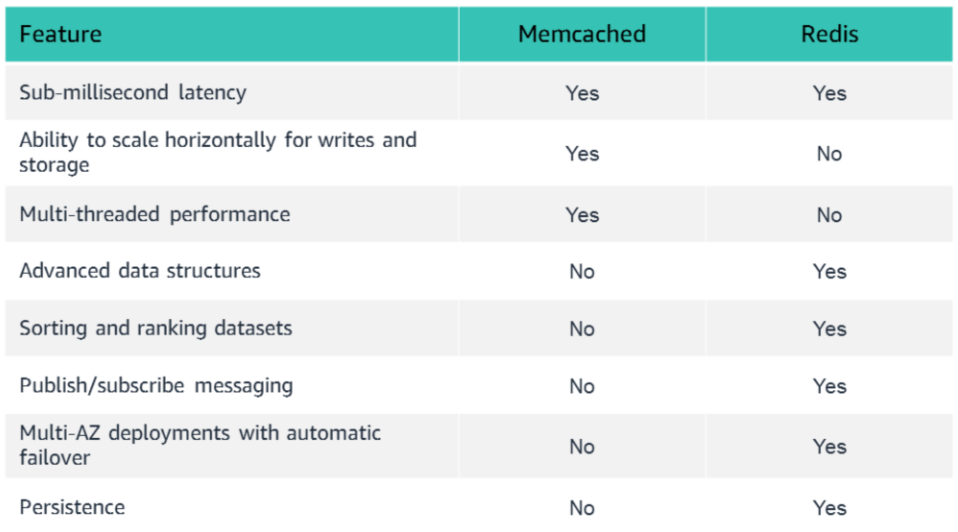 Feature Memcached Redis
Sub-millisecond latency Yes Yes
Ability to scale horizontally for writes and
storage Yes No
Multi-threaded performance Yes No
Advanced data structures No Yes
Sorting and ranking datasets No Yes
Publish/subscribe messaging No Yes
Multi-AZ deployments with automatic
failover No Yes
Persistence No Yes